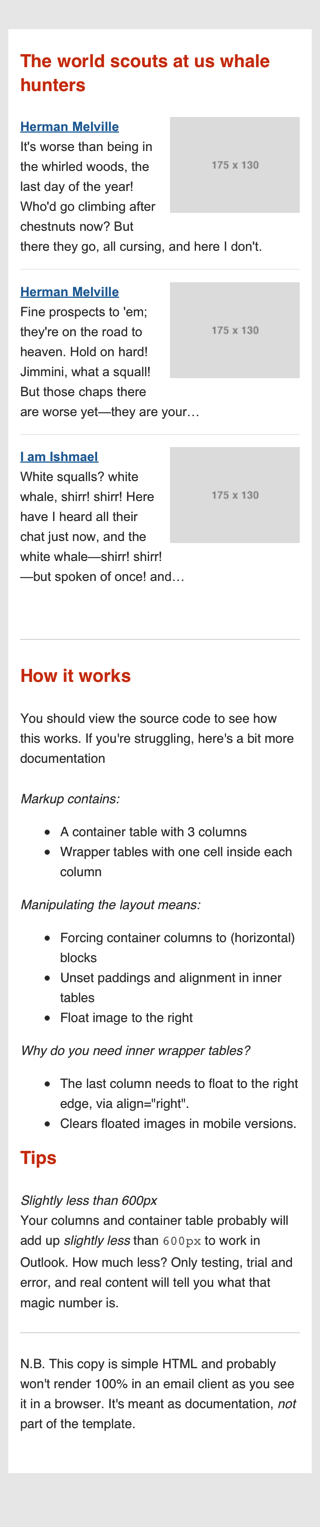 The world scouts at us whale
hunters
Herman Melville
It's worse than being in
the whirled woods, the
last day of the year!
Who'd go climbing after
chestnuts now? But
there they go, all cursing, and here I don't.
175 x 130
Herman Melville
Fine prospects to 'em;
they're on the road to
heaven. Hold on hard!
Jimmini, what a squall!
But those chaps there
are worse yet—they are your…
175 x 130
I am Ishmael
White squalls? white
whale, shirr! shirr! Here
have I heard all their
chat just now, and the
white whale—shirr! shirr!
—but spoken of once! and…
175 x 130
How it works
You should view the source code to see how
this works. If you're struggling, here's a bit more
documentation
Markup contains:
• A container table with 3 columns
• Wrapper tables with one cell inside each
column
Manipulating the layout means:
• Forcing container columns to (horizontal)
blocks
• Unset paddings and alignment in inner
tables
• Float image to the right
Why do you need inner wrapper tables?
• The last column needs to float to the right
edge, via align="right".
• Clears floated images in mobile versions.
Tips
Slightly less than 600px
Your columns and container table probably will
add up slightly less than 600px to work in
Outlook. How much less? Only testing, trial and
error, and real content will tell you what that
magic number is.
N.B. This copy is simple HTML and probably
won't render 100% in an email client as you see
it in a browser. It's meant as documentation, not
part of the template.